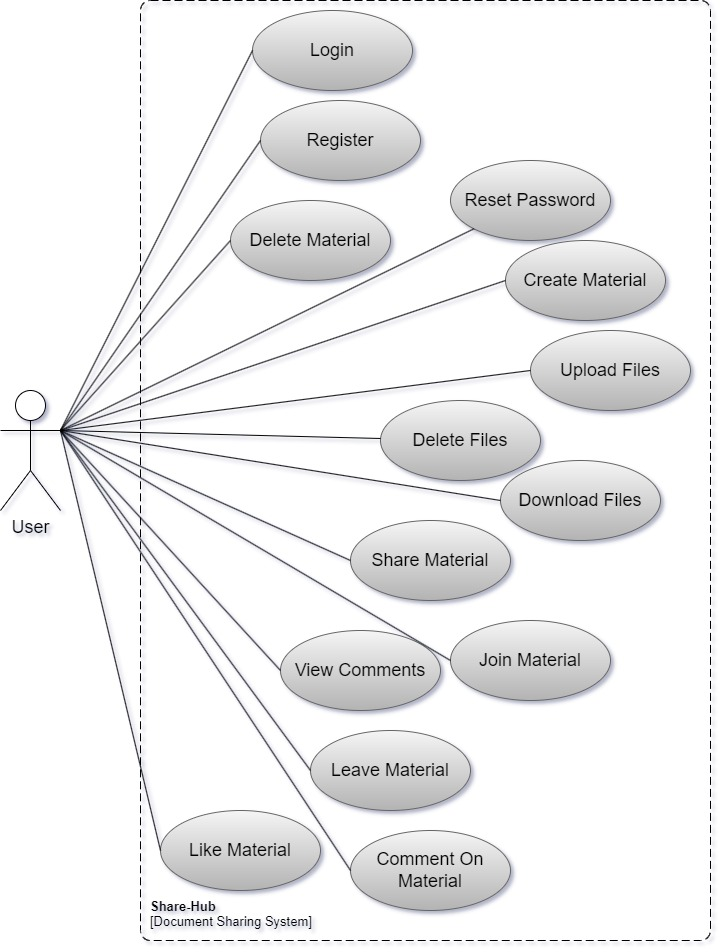 Login
Register
Reset Password
Delete Material
Create Material
Upload Files
Delete Files
Download Files
User
Share Material
Join Material
View Comments
Leave Material
Like Material
Comment On
Material
Share-Hub
[Document Sharing System]